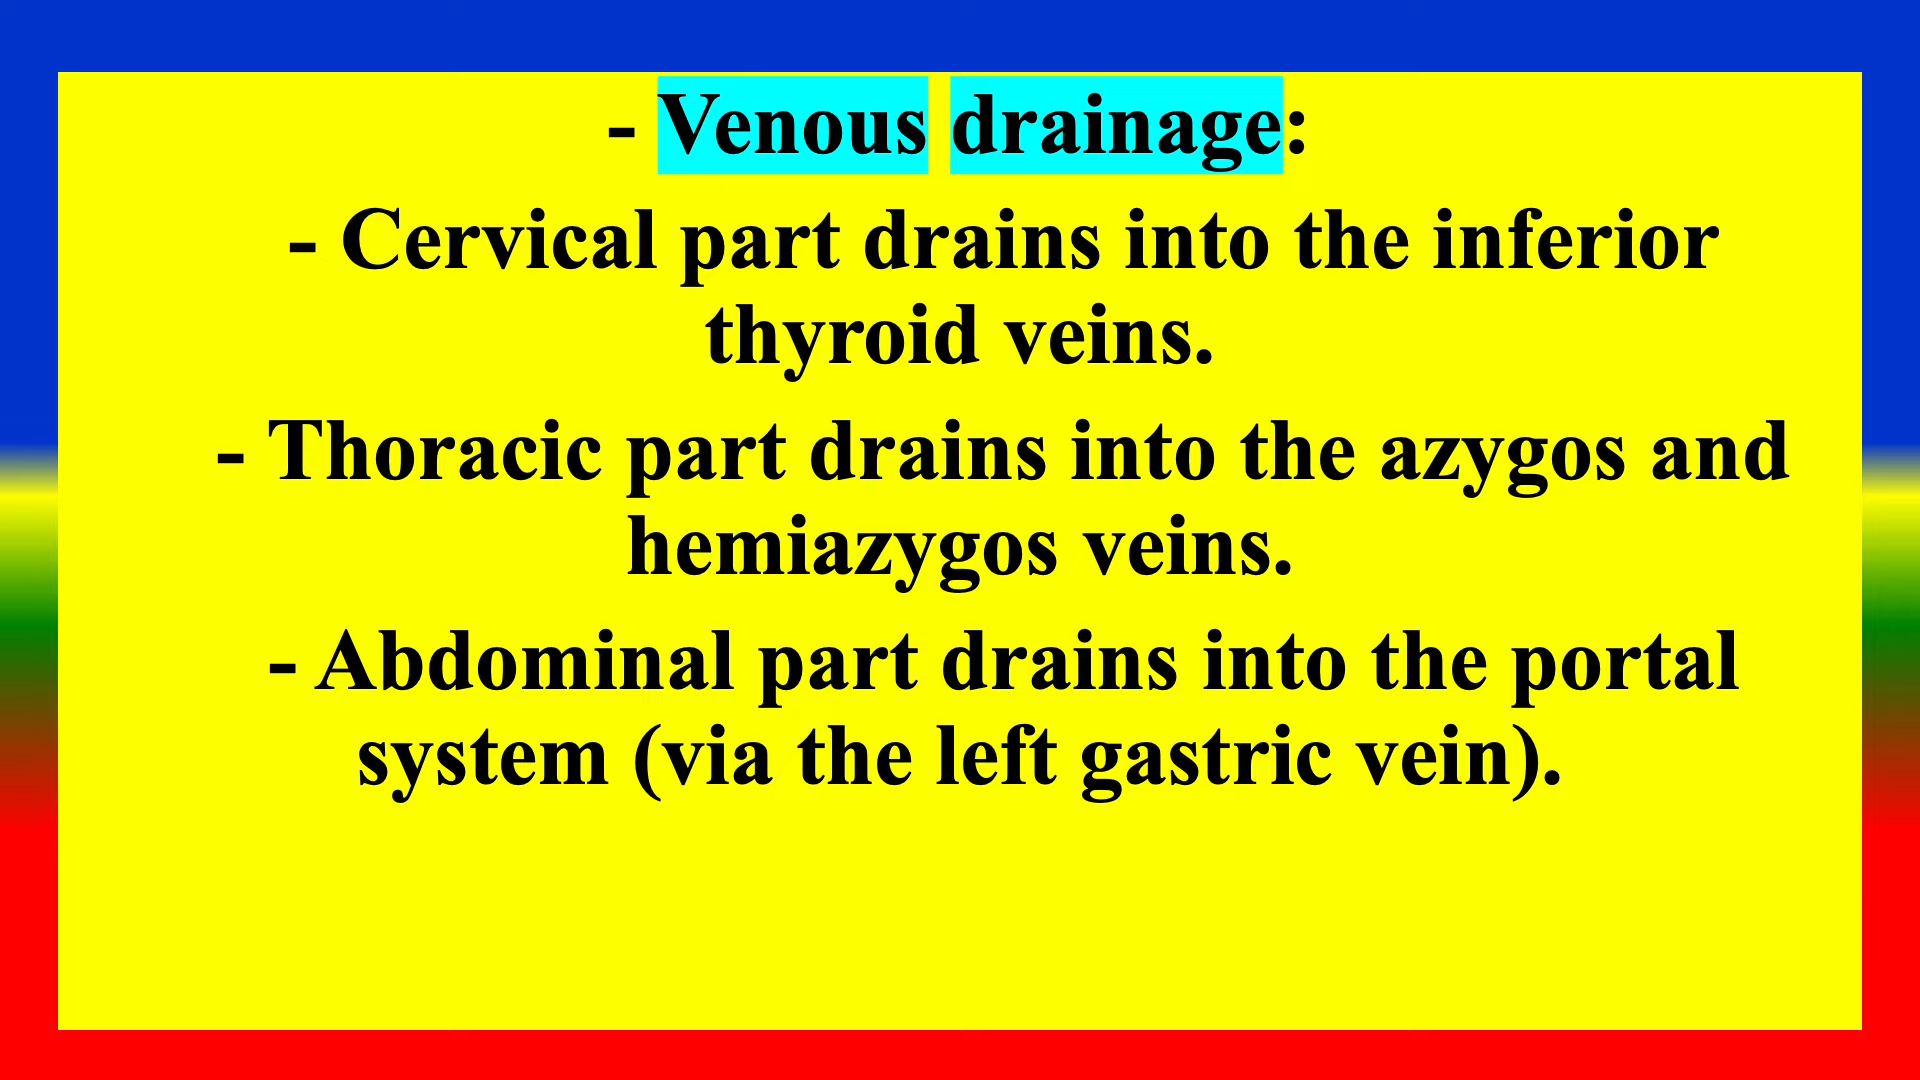 - Venous drainage:
- Cervical part drains into the inferior
thyroid veins.
- Thoracic part drains into the azygos and
hemiazygos veins.
- Abdominal part drains into the portal
system (via the left gastric vein).